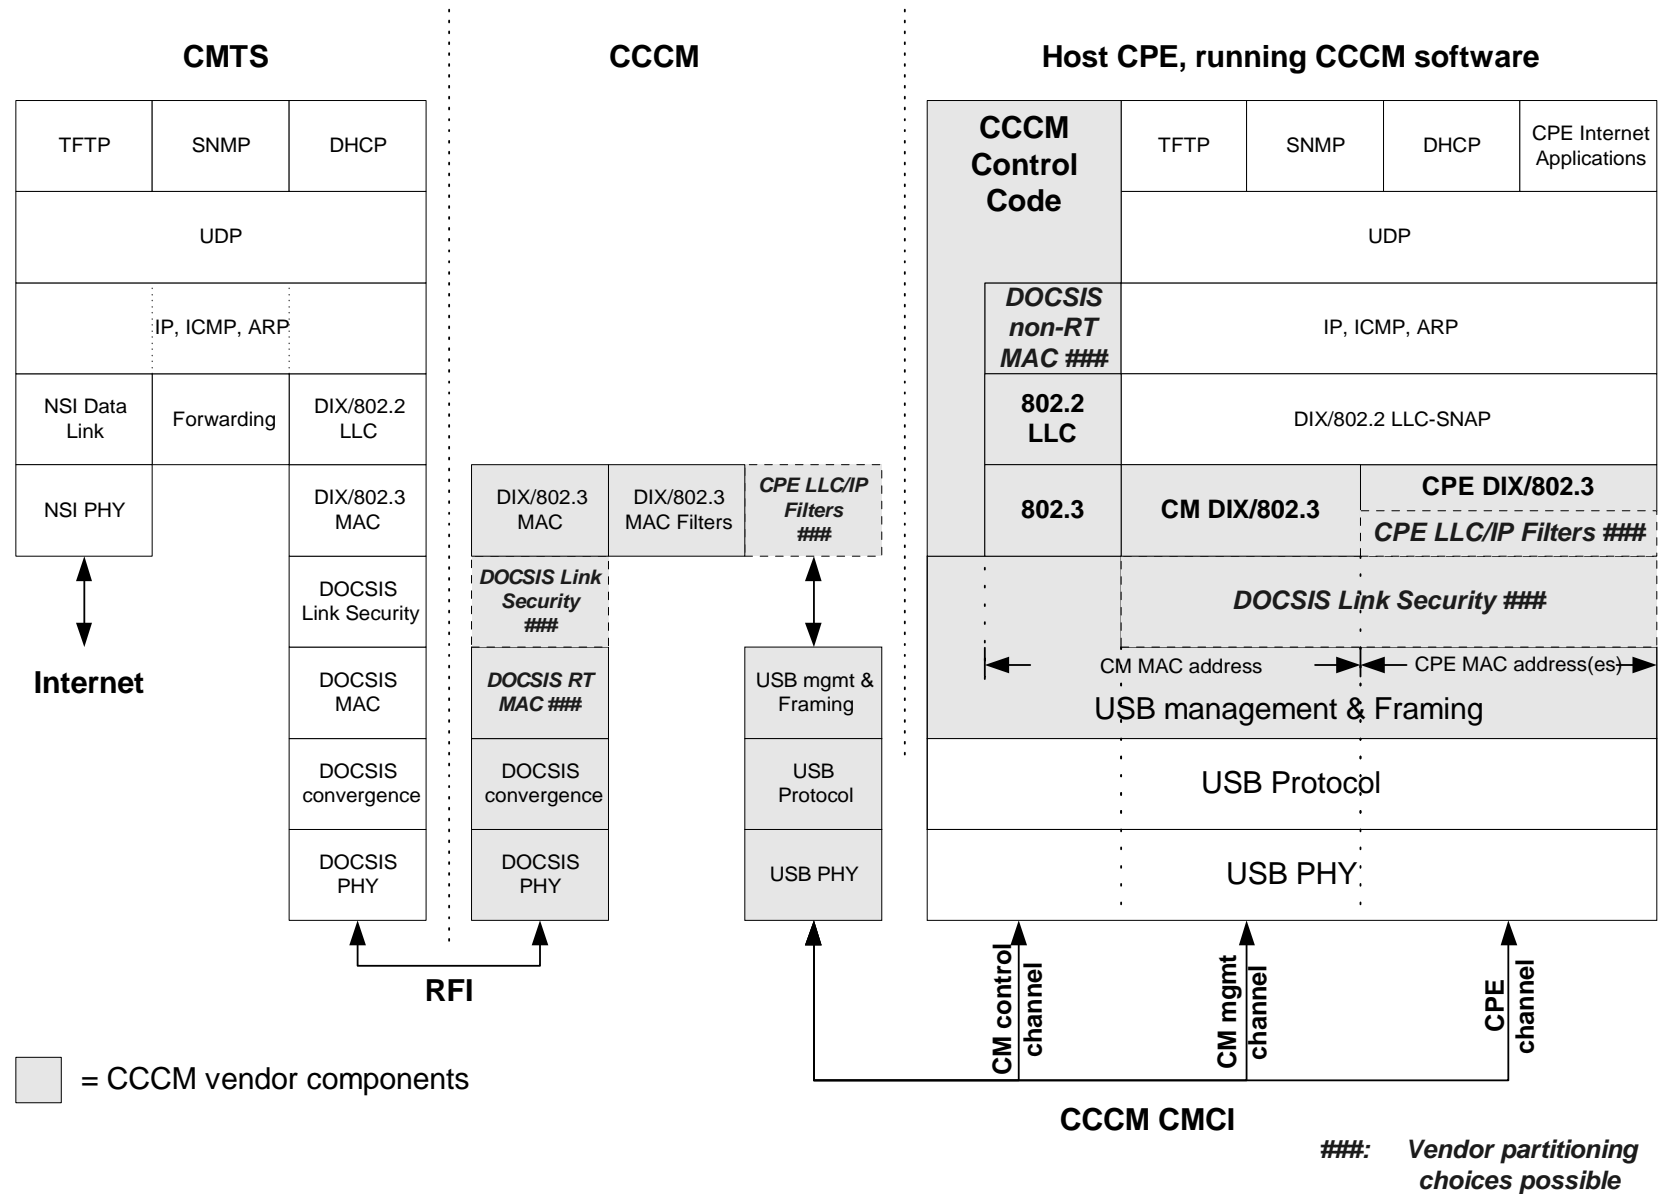 CMTS
CCCM
Host CPE, running CCCM software
TFTP
SNMP
DHCP
UDP
IP, ICMP, ARP
NSI Data
Link
Forwarding
DIX/802.2
LLC
NSI PHY
DIX/802.3
MAC
Internet
DOCSIS
Link Security
DOCSIS
MAC
DOCSIS
convergence
DOCSIS
PHY
DIX/802.3
MAC
DIX/802.3
MAC Filters
CPE LLC/IP
Filters
###
DOCSIS Link
Security
###
DOCSIS RT
MAC ###
DOCSIS
convergence
DOCSIS
PHY
USB mgmt &
Framing
USB
Protocol
USB PHY
CCCM
Control
Code
TFTP
SNMP
DHCP
CPE Internet
Applications
UDP
DOCSIS
non-RT
MAC ###
IP, ICMP, ARP
802.2
LLC
DIX/802.2 LLC-SNAP
802.3
CM DIX/802.3
CPE DIX/802.3
CPE LLC/IP Filters ###
DOCSIS Link Security ###
CM MAC address
CPE MAC address(es)
USB management & Framing
USB Protocol
USB PHY
RFI
CM control
channel
CM mgmt
channel
CPE
channel
= CCCM vendor components
CCCM CMCI
###: Vendor partitioning
choices possible